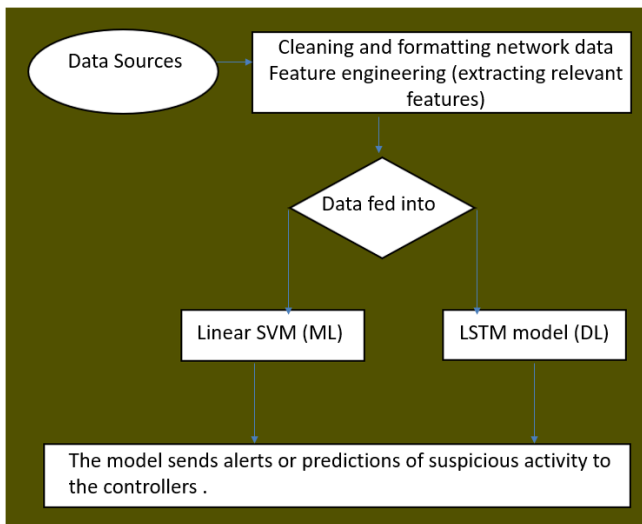 Data Sources
Cleaning and formatting network data
Feature engineering (extracting relevant
features)
Data fed into
Linear SVM (ML)
LSTM model (DL)
The model sends alerts or predictions of suspicious activity to
the controllers .